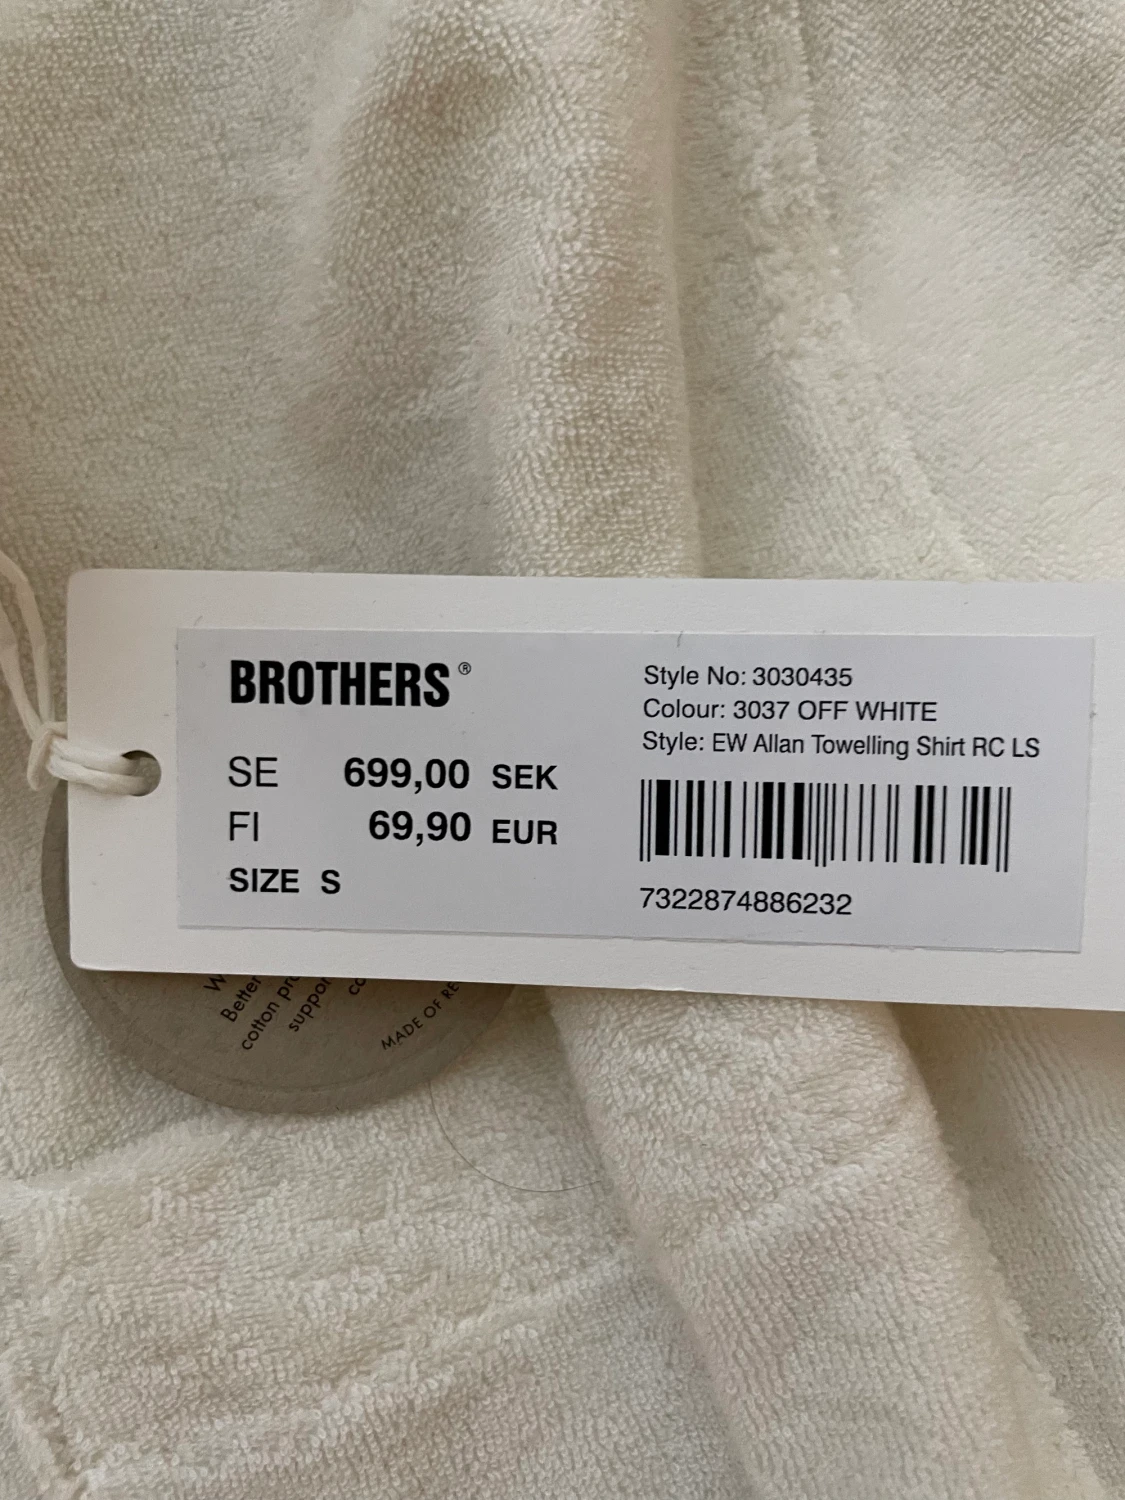 BROTHERS®
SE 699,00 SEK
FI 69,90 EUR
SIZE S
Style No: 3030435
Colour: 3037 OFF WHITE
Style: EW Allan Towelling Shirt RC LS
7322874886232
Better
cotton
MADE OF